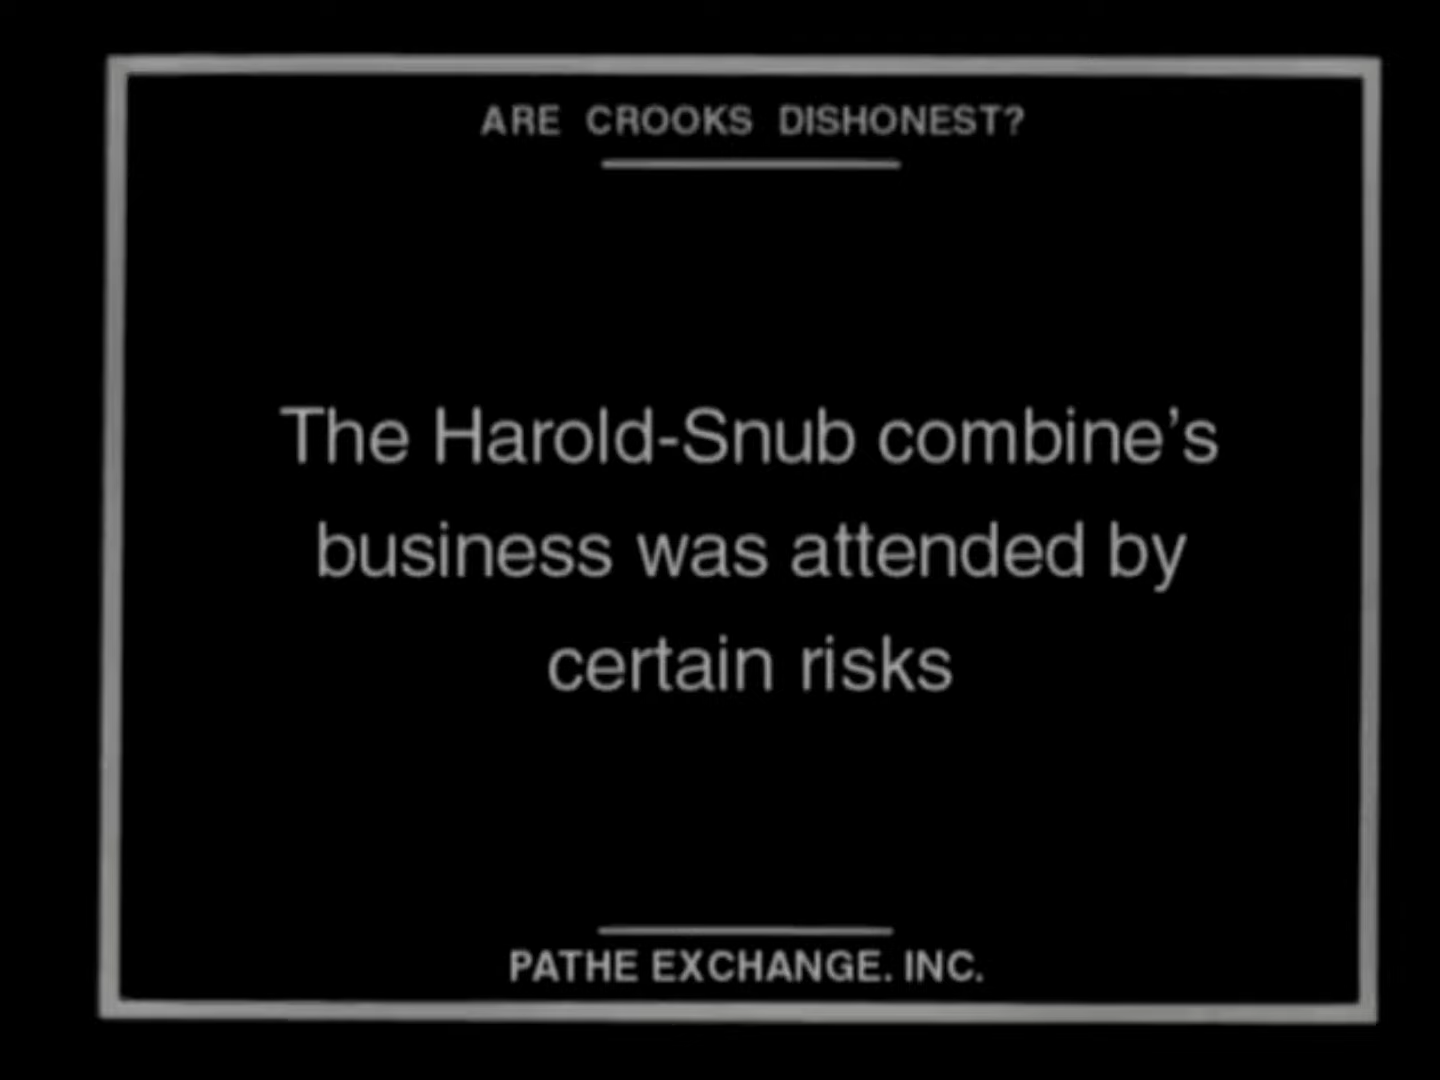 ARE CROOKS DISHONEST?
The Harold-Snub combine’s
business was attended by
certain risks
PATHE EXCHANGE. INC.